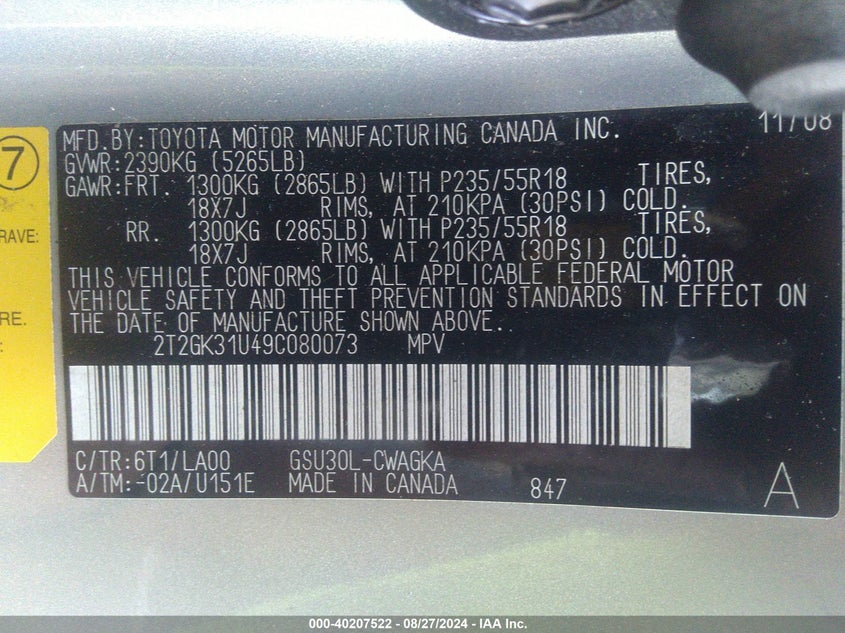 11/08
MFD.BY:TOYOTA MOTOR MANUFACTURING CANADA INC.
GVWR:2390KG (5265LB)
GAWR:FRT. 1300KG (2865LB) WITH P235/55R18 TIRES,
18X7J RIMS, AT 210KPA (30PSI) COLD.
RR. 1300KG (2865LB) WITH P235/55R18 TIRES,
18X7J RIMS, AT 210KPA (30PSI) COLD.
THIS VEHICLE CONFORMS TO ALL APPLICABLE FEDERAL MOTOR
VEHICLE SAFETY AND THEFT PREVENTION STANDARDS IN EFFECT ON
THE DATE OF MANUFACTURE SHOWN ABOVE.
2T2GK31U49C080073 MPV
C/TR:6T1/LA00 GSU30L-CWAGKA
A/TM:-02A/U151E MADE IN CANADA 847 A
7
RAVE:
RE.
:
000-40207522 - 08/27/2024 - IAA Inc.